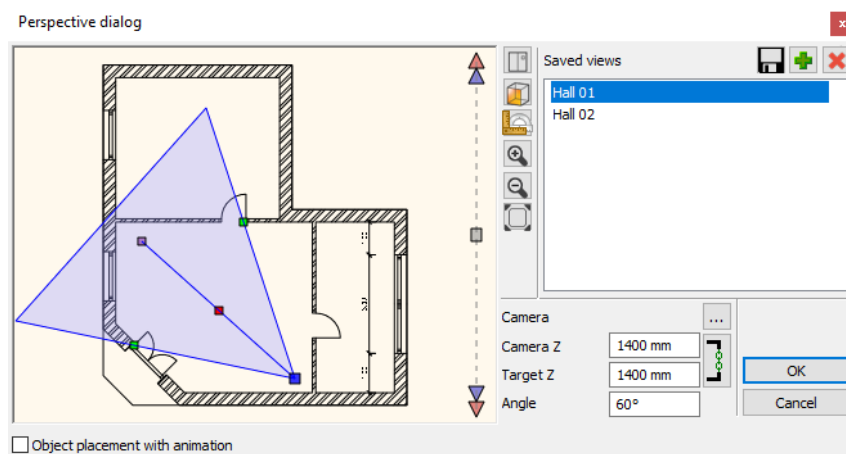 Perspective dialog
x
Saved views
Hall 01
Hall 02
Camera
...
Camera Z
1400 mm
Target Z
1400 mm
Angle
60°
OK
Cancel
Object placement with animation